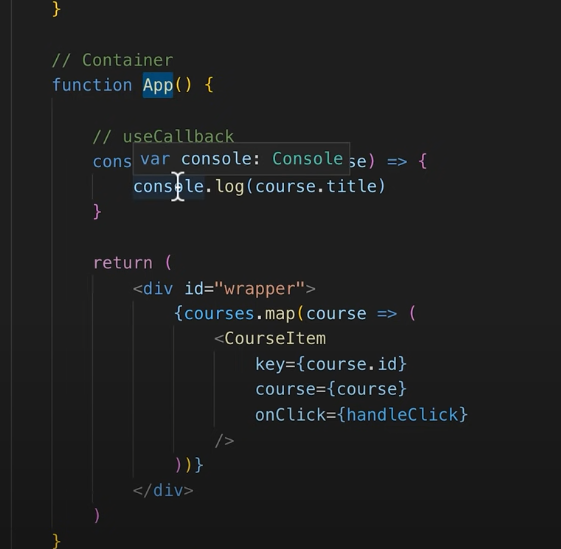 }
// Container
function App() {
// useCallback
cons
var console: Console
se) => {
console.log(course.title)
}
return (
<div id="wrapper">
{courses.map(course => (
<CourseItem
key={course.id}
course={course}
onClick={handleClick}
/>
))}
</div>
)
}